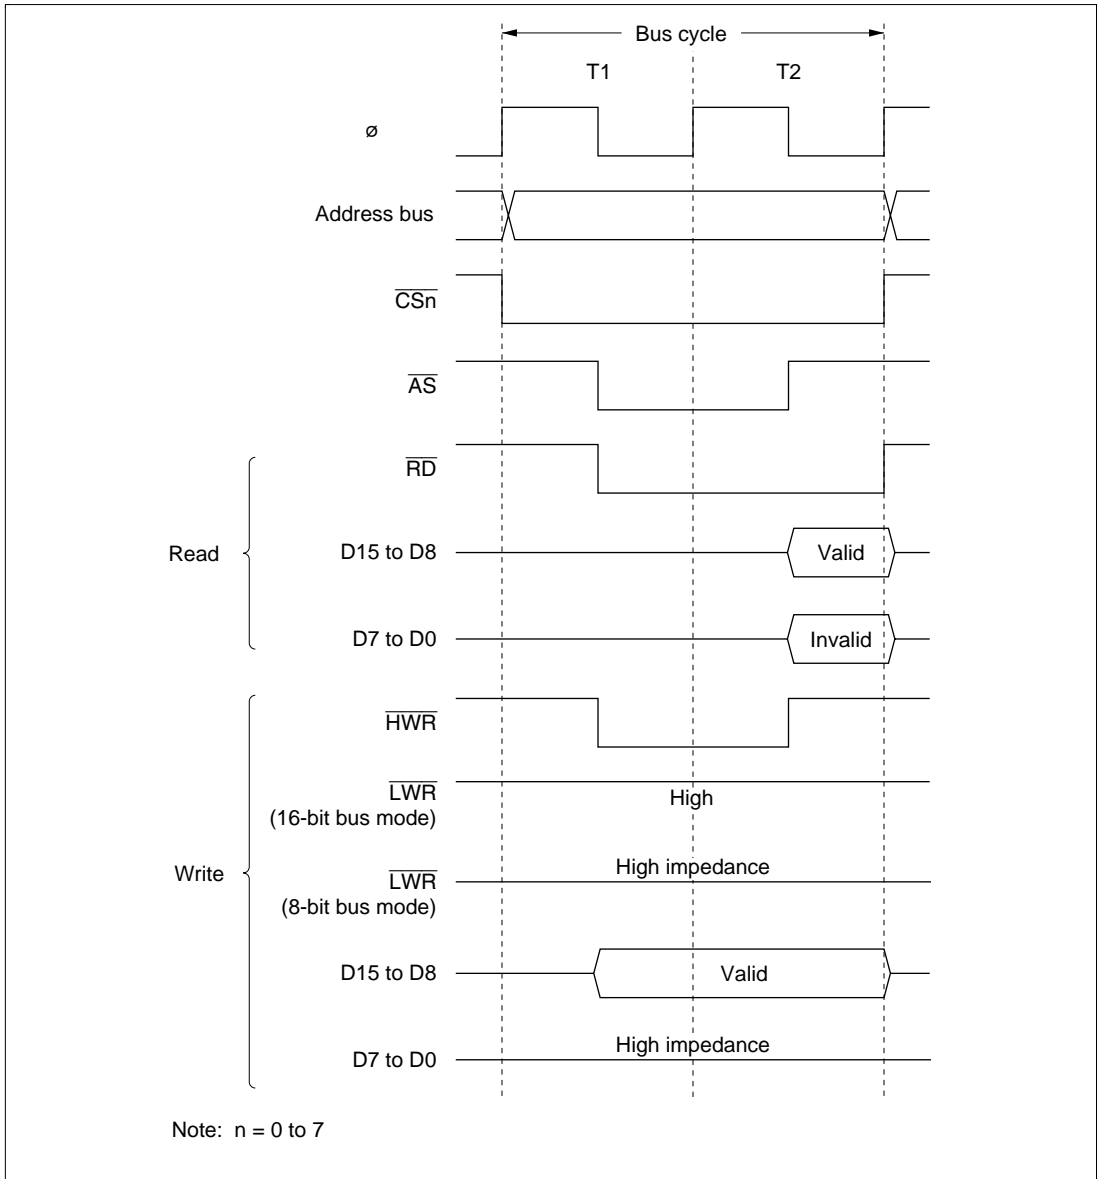 Bus cycle
T1 T2
ø
Address bus
CSn
AS
RD
Read
D15 to D8 Valid
D7 to D0 Invalid
HWR
LWR
(16-bit bus mode)
High
Write
LWR
(8-bit bus mode)
High impedance
D15 to D8 Valid
D7 to D0 High impedance
Note: n = 0 to 7